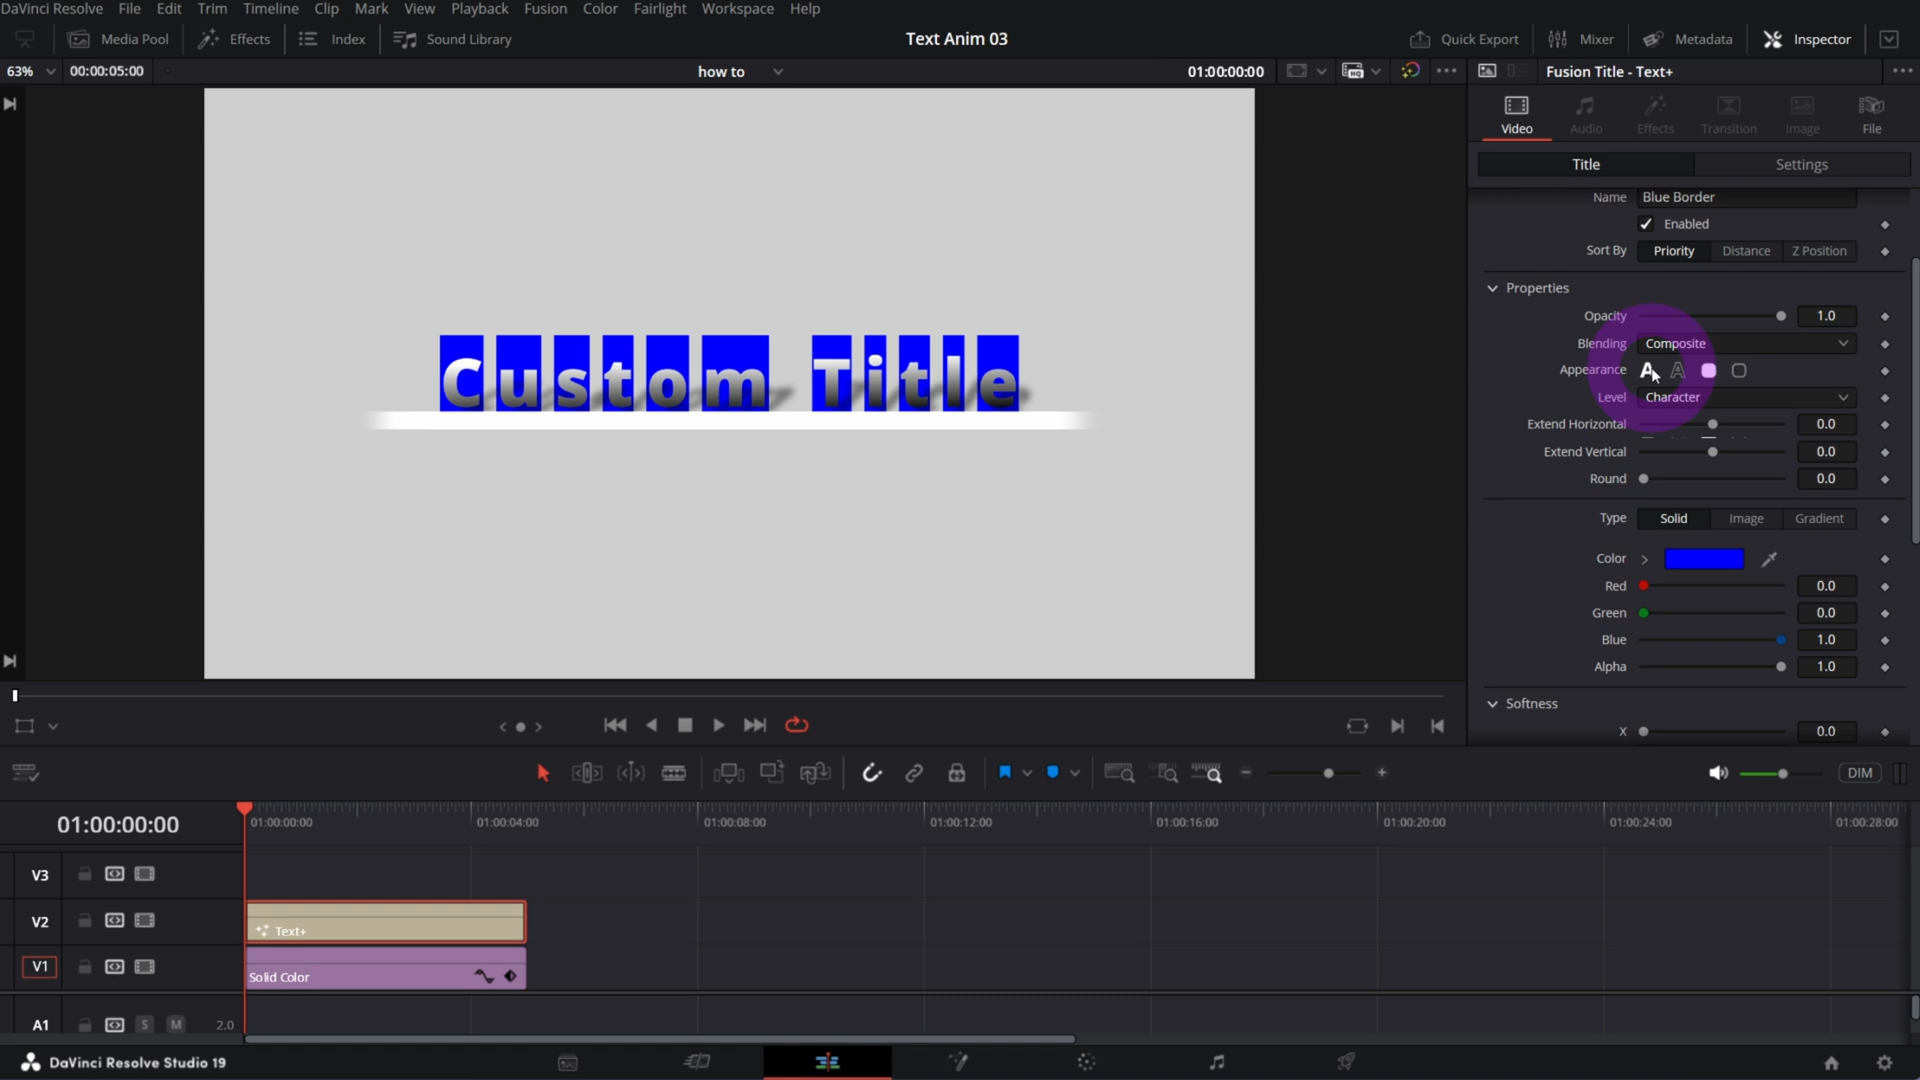 DaVinci Resolve File Edit Trim Timeline Clip Mark View Playback Fusion Color Fairlight Workspace Help
Media Pool Effects Index Sound Library Text Anim 03 Quick Export Mixer Metadata Inspector
63% 00:00:05:00 how to 01:00:00:00 Fusion Title - Text+
Video Audio Effects Transition Image File
Title Settings
Name Blue Border
Enabled
Sort By Priority Distance Z Position
Properties
Opacity 1.0
Blending Composite
Appearance
Level Character
Extend Horizontal 0.0
Extend Vertical 0.0
Round 0.0
Type Solid Image Gradient
Color
Red 0.0
Green 0.0
Blue 1.0
Alpha 1.0
Softness
X 0.0
Custom Title
DIM
01:00:00:00
01:00:00:00 01:00:04:00 01:00:08:00 01:00:12:00 01:00:16:00 01:00:20:00 01:00:24:00 01:00:28:00
V3
V2 Text+
V1 Solid Color
A1 S M 2.0
DaVinci Resolve Studio 19